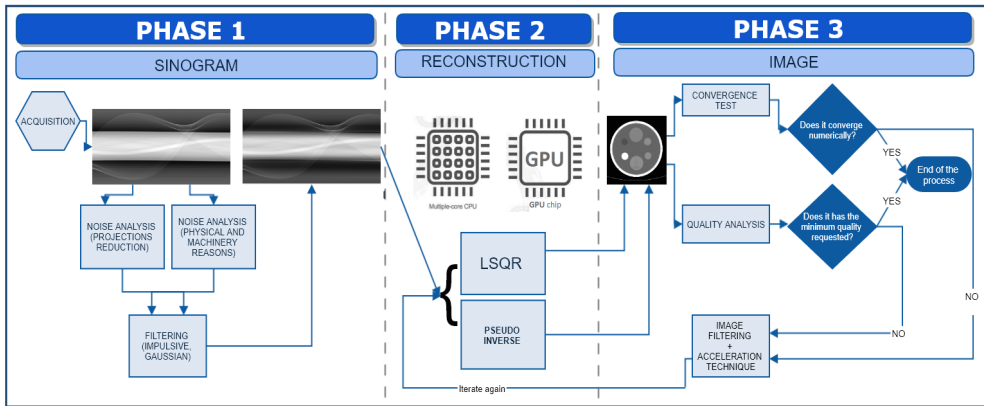 PHASE 1
SINOGRAM
ACQUISITION
NOISE ANALYSIS
(PROJECTIONS
REDUCTION)
NOISE ANALYSIS
(PHYSICAL AND
MACHINERY
REASONS)
FILTERING
(IMPULSIVE,
GAUSSIAN)
PHASE 2
RECONSTRUCTION
Multiple-core CPU
GPU
GPU chip
LSQR
PSEUDO
INVERSE
Iterate again
PHASE 3
IMAGE
CONVERGENCE
TEST
Does it converge
numerically?
YES
End of the
process
YES
QUALITY ANALYSIS
Does it has the
minimum quality
requested?
NO
NO
IMAGE
FILTERING
+
ACCELERATION
TECHNIQUE